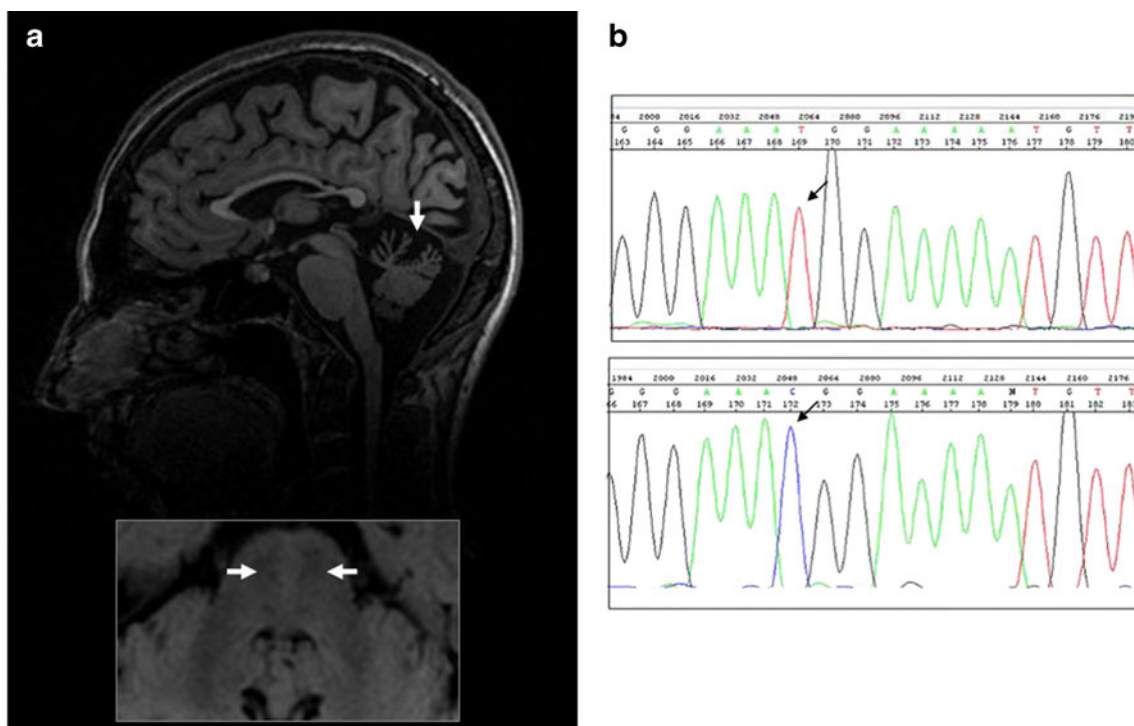 a
b
2000 2016 2032 2048 2064 2080 2096 2112 2128 2144 2160 2176
G G G A A A T G G A A A A A T G T T
163 164 165 166 167 168 169 170 171 172 173 174 175 176 177 178 179 180
1984 2000 2016 2032 2048 2064 2080 2096 2112 2128 2144 2160 2176
G G G A A A C G G A A A A N T G T T
66 167 168 169 170 171 172 173 174 175 176 177 178 179 180 181 182